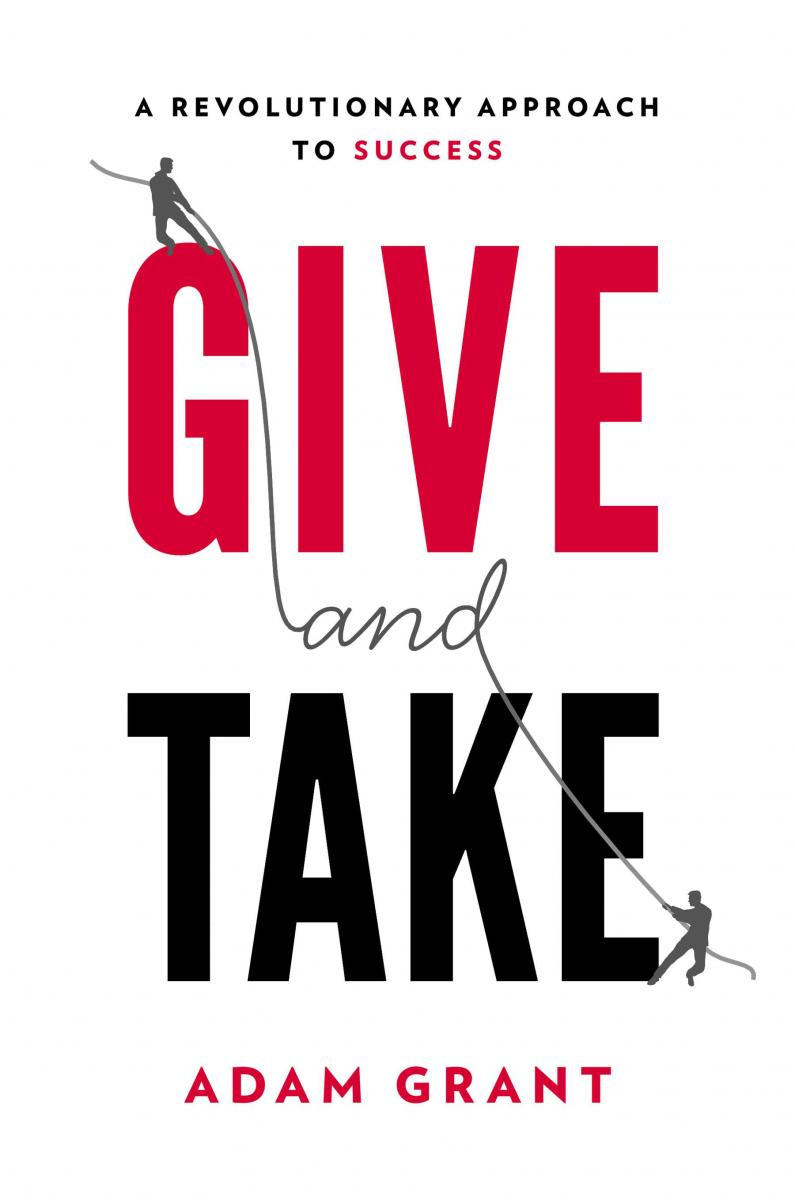 A REVOLUTIONARY APPROACH
TO SUCCESS
GIVE
and
TAKE
ADAM GRANT